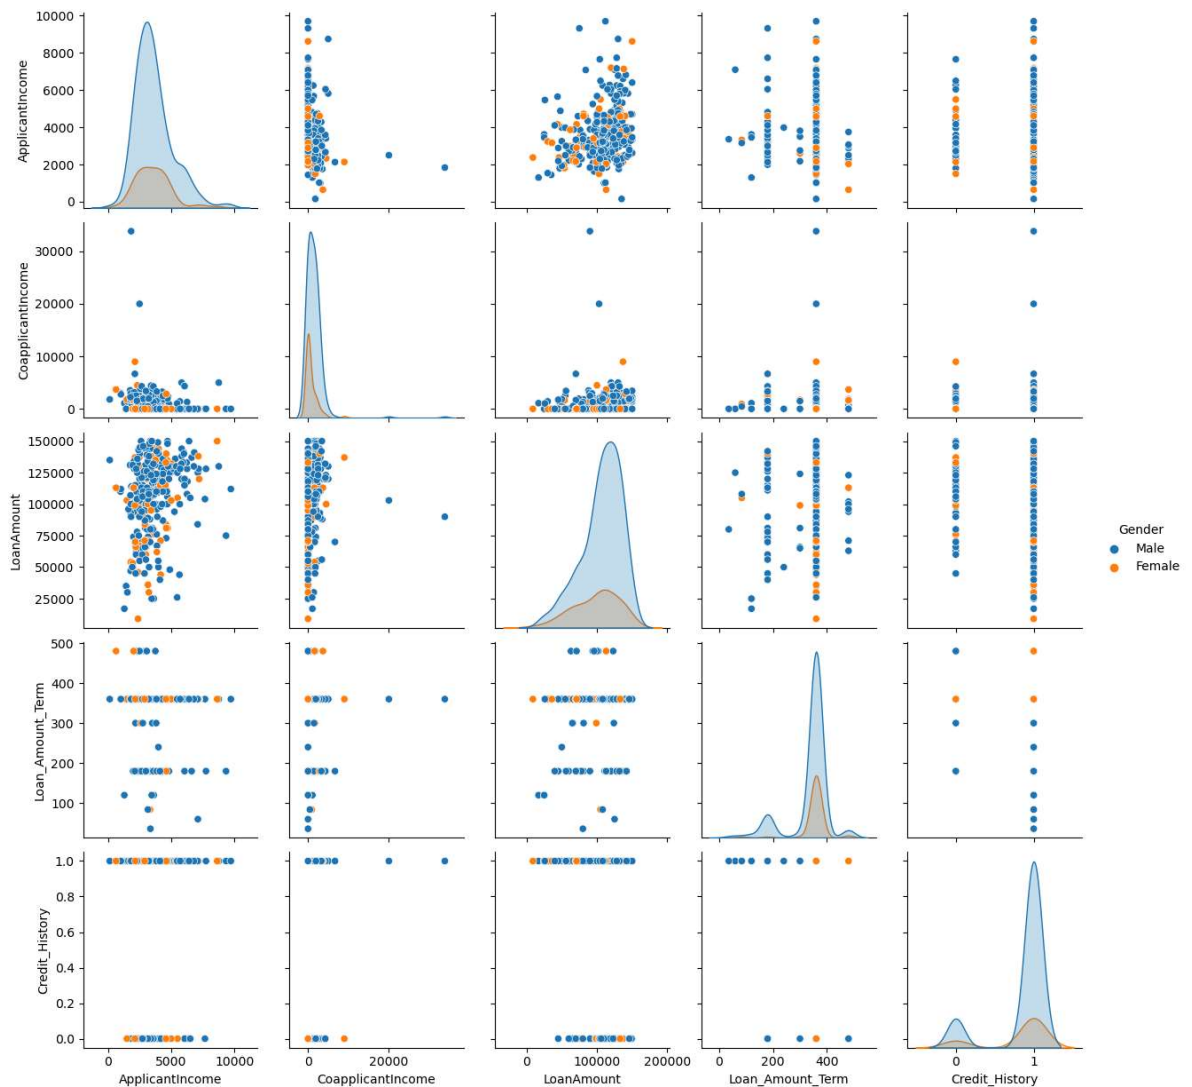 10000
8000
6000
4000
2000
0
ApplicantIncome
30000
20000
10000
0
CoapplicantIncome
150000
125000
100000
75000
50000
25000
LoanAmount
Gender
Male
Female
500
400
300
200
100
Loan_Amount_Term
1.0
0.8
0.6
0.4
0.2
0.0
Credit_History
0 5000 10000
0 20000
0 100000 200000
0 200 400
0 1
ApplicantIncome
CoapplicantIncome
LoanAmount
Loan_Amount_Term
Credit_History